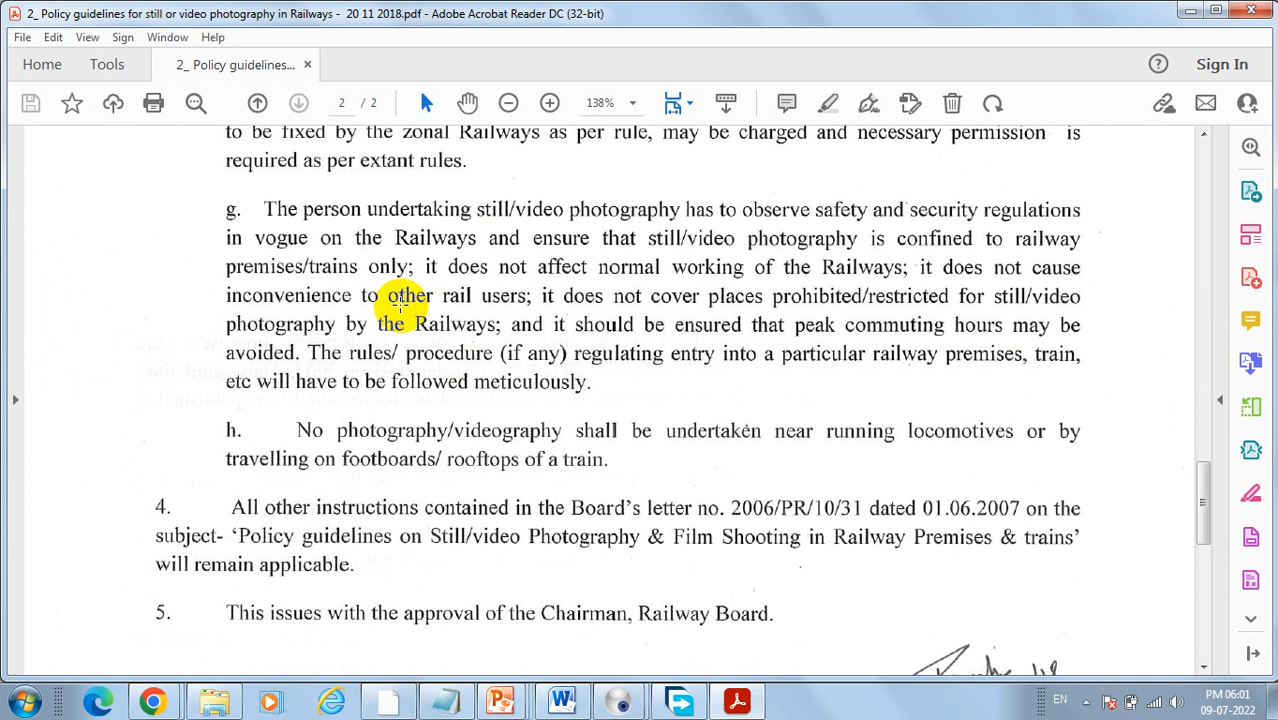 2_ Policy guidelines for still or video photography in Railways - 20 11 2018.pdf - Adobe Acrobat Reader DC (32-bit)
File Edit View Sign Window Help
Home Tools 2_ Policy guidelines... × Sign In
2 / 2 138%
to be fixed by the zonal Railways as per rule, may be charged and necessary permission is
required as per extant rules.
g. The person undertaking still/video photography has to observe safety and security regulations
in vogue on the Railways and ensure that still/video photography is confined to railway
premises/trains only; it does not affect normal working of the Railways; it does not cause
inconvenience to other rail users; it does not cover places prohibited/restricted for still/video
photography by the Railways; and it should be ensured that peak commuting hours may be
avoided. The rules/ procedure (if any) regulating entry into a particular railway premises, train,
etc will have to be followed meticulously.
h. No photography/videography shall be undertaken near running locomotives or by
travelling on footboards/ rooftops of a train.
4. All other instructions contained in the Board's letter no. 2006/PR/10/31 dated 01.06.2007 on the
subject- 'Policy guidelines on Still/video Photography & Film Shooting in Railway Premises & trains'
will remain applicable.
5. This issues with the approval of the Chairman, Railway Board.
EN PM 06:01
09-07-2022